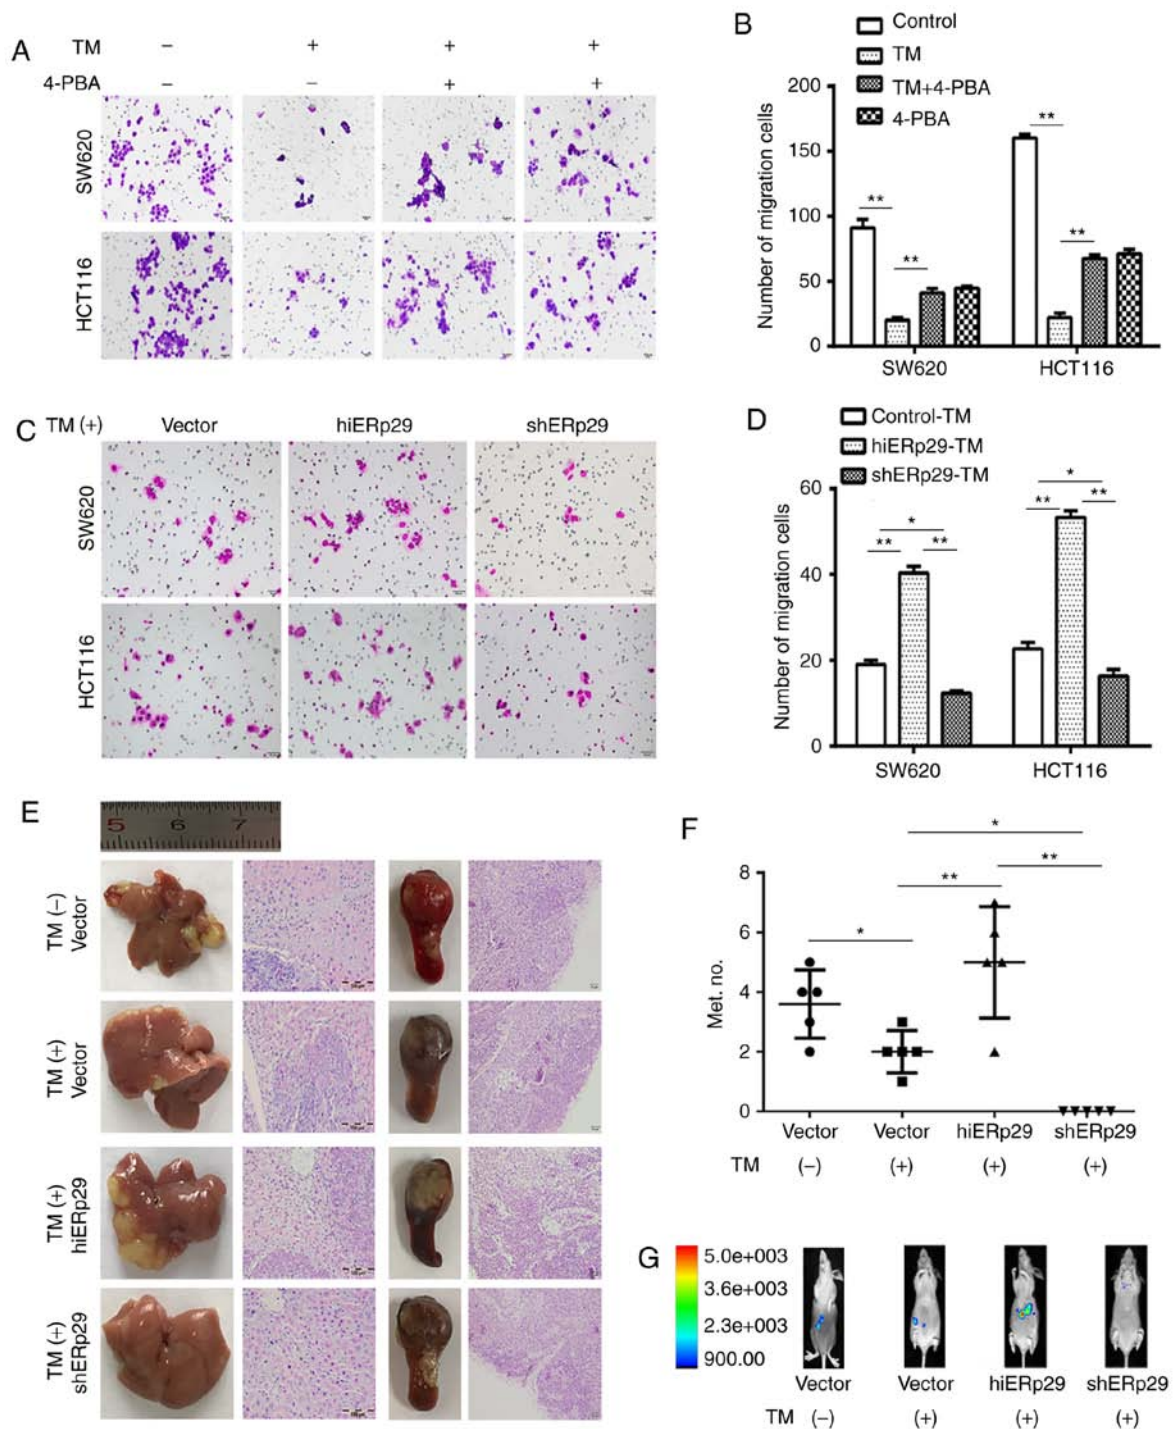 A
TM − + + +
4-PBA − − + +
SW620
HCT116
B
Control
TM
TM+4-PBA
4-PBA
Number of migration cells
200
150
100
50
0
** ** ** **
SW620 HCT116
C
TM (+) Vector hiERp29 shERp29
SW620
HCT116
D
Control-TM
hiERp29-TM
shERp29-TM
Number of migration cells
60
40
20
0
* ** **
* ** **
SW620 HCT116
E
5 6 7
TM (−)
Vector
TM (+)
Vector
TM (+)
hiERp29
TM (+)
shERp29
F
*
**
**
*
Met. no.
8
6
4
2
0
Vector Vector hiERp29 shERp29
TM (−) (+) (+) (+)
G
5.0e+003
3.6e+003
2.3e+003
900.00
Vector Vector hiERp29 shERp29
TM (−) (+) (+) (+)